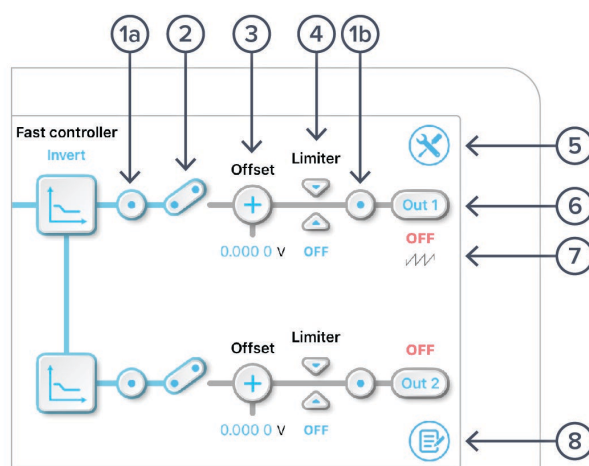 1a 2 3 4 1b
Fast controller
Invert
Offset
Limiter
5
Out 1
6
0.000 0 V
OFF
OFF
7
Offset
Limiter
OFF
Out 2
0.000 0 V
OFF
8